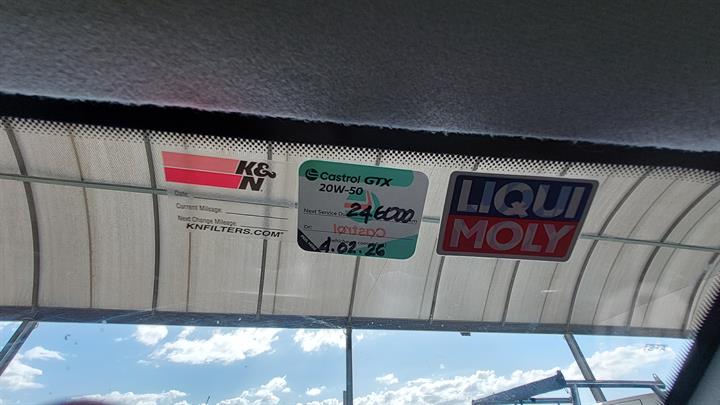 K&N
Date:
Current Mileage:
Next Change Mileage:
KNFILTERS.COM®
Castrol GTX
20W-50
Next Service Due
246000
Or:
1.02.26
Castrol
LIQUI
MOLY